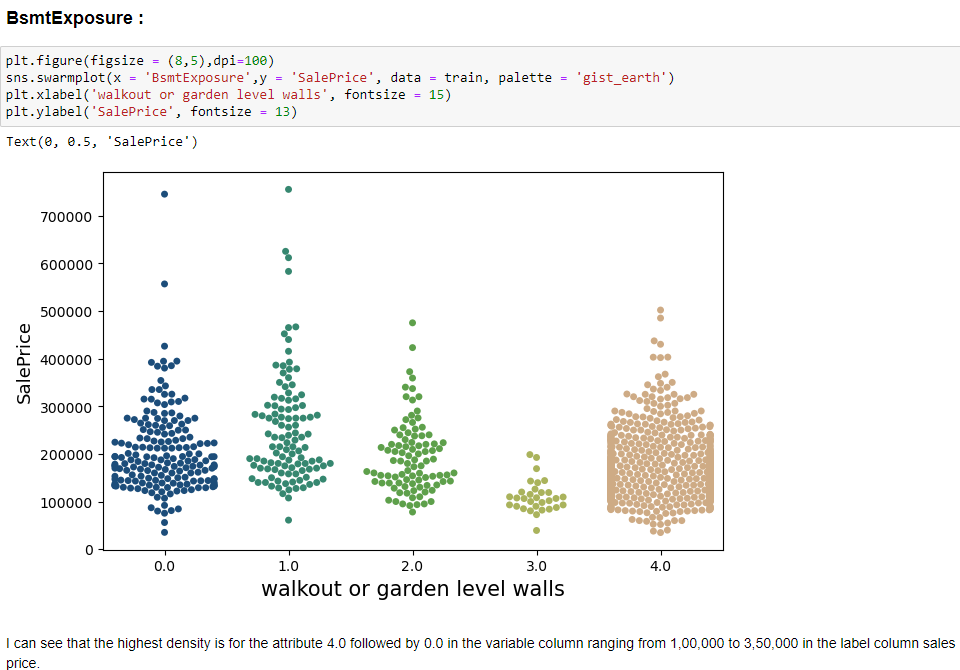 BsmtExposure :
plt.figure(figsize = (8,5),dpi=100)
sns.swarmplot(x = 'BsmtExposure',y = 'SalePrice', data = train, palette = 'gist_earth')
plt.xlabel('walkout or garden level walls', fontsize = 15)
plt.ylabel('SalePrice', fontsize = 13)
Text(0, 0.5, 'SalePrice')
700000
600000
500000
400000
300000
200000
100000
0
SalePrice
0.0 1.0 2.0 3.0 4.0
walkout or garden level walls
I can see that the highest density is for the attribute 4.0 followed by 0.0 in the variable column ranging from 1,00,000 to 3,50,000 in the label column sales
price.